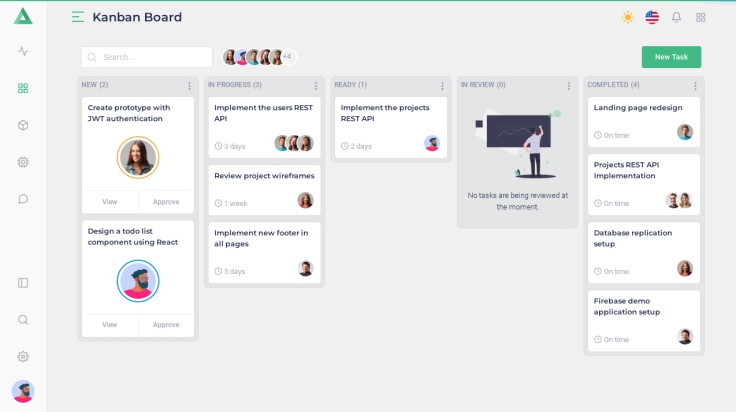 Kanban Board
Search...
+4
New Task
NEW (2)
Create prototype with
JWT authentication
View
Approve
Design a todo list
component using React
View
Approve
IN PROGRESS (3)
Implement the users REST
API
3 days
Review project wireframes
1 week
Implement new footer in
all pages
5 days
READY (1)
Implement the projects
REST API
2 days
IN REVIEW (0)
No tasks are being reviewed at
the moment.
COMPLETED (4)
Landing page redesign
On time
Projects REST API
Implementation
On time
Database replication
setup
On time
Firebase demo
application setup
On time